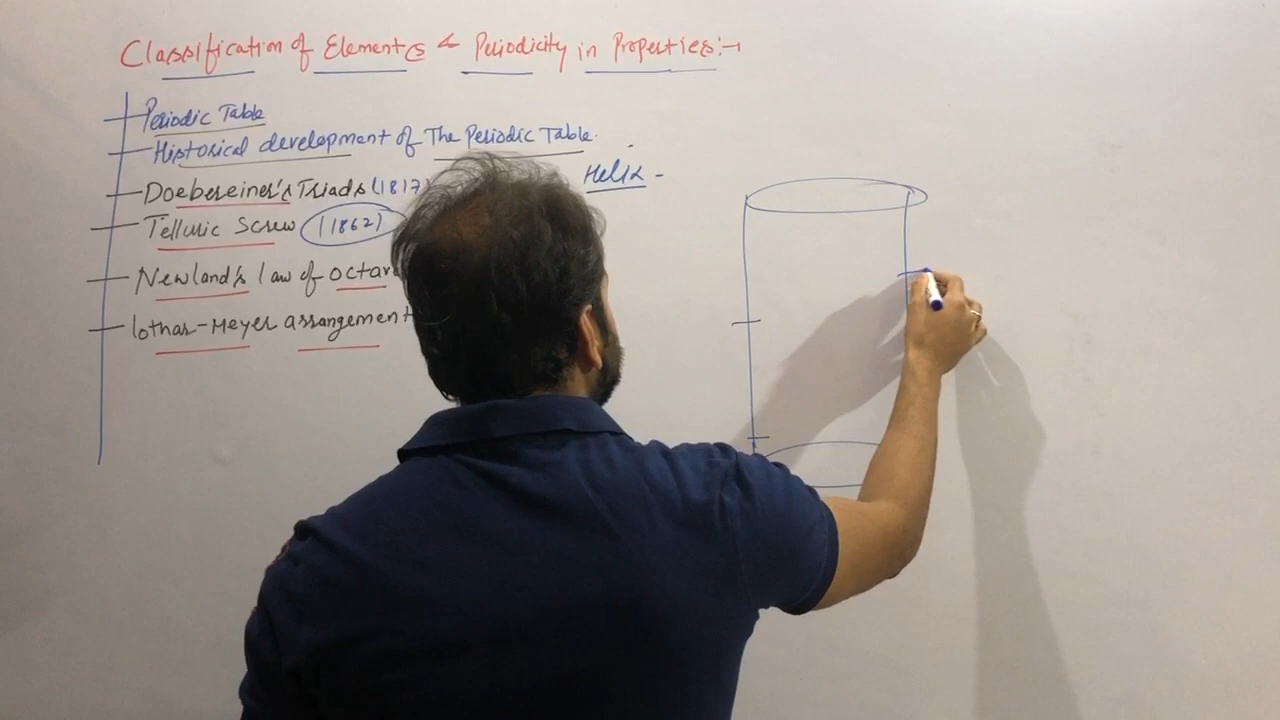 Classification of Elements & Periodicity in Properties:-
Periodic Table
Historical development of The Periodic Table.
Doebereiner's Triads (1817)
Helix -
Telluric Screw (1862)
Newland's law of octav
lothar-Meyer arrangement